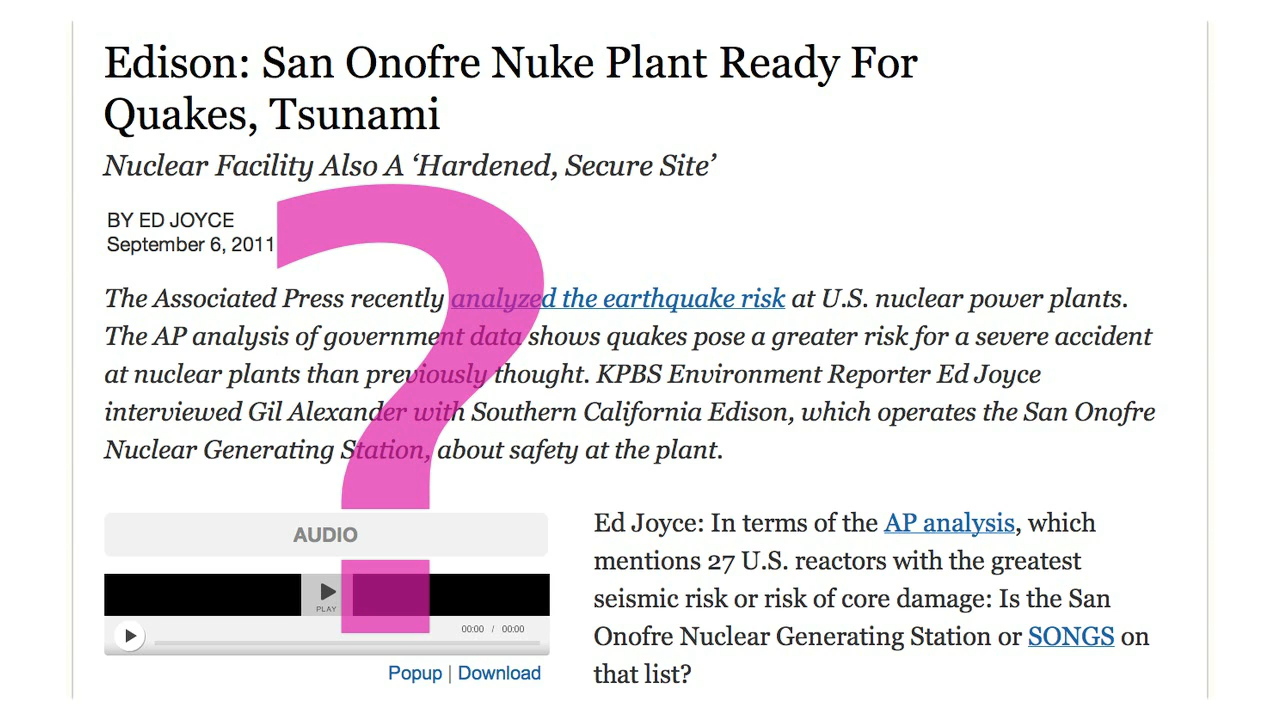 Edison: San Onofre Nuke Plant Ready For
Quakes, Tsunami
Nuclear Facility Also A ‘Hardened, Secure Site’
BY ED JOYCE
September 6, 2011
?
The Associated Press recently analyzed the earthquake risk at U.S. nuclear power plants.
The AP analysis of government data shows quakes pose a greater risk for a severe accident
at nuclear plants than previously thought. KPBS Environment Reporter Ed Joyce
interviewed Gil Alexander with Southern California Edison, which operates the San Onofre
Nuclear Generating Station, about safety at the plant.
AUDIO
PLAY
00:00 / 00:00
Popup | Download
Ed Joyce: In terms of the AP analysis, which
mentions 27 U.S. reactors with the greatest
seismic risk or risk of core damage: Is the San
Onofre Nuclear Generating Station or SONGS on
that list?